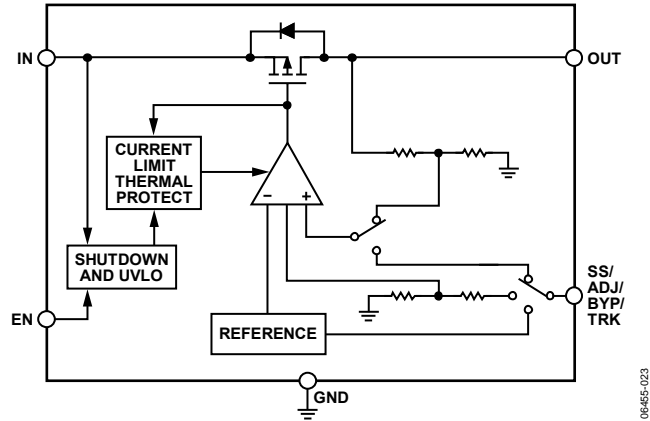 IN
OUT
CURRENT
LIMIT
THERMAL
PROTECT
−
+
SHUTDOWN
AND UVLO
SS/
ADJ/
BYP/
TRK
EN
REFERENCE
GND
06455-023